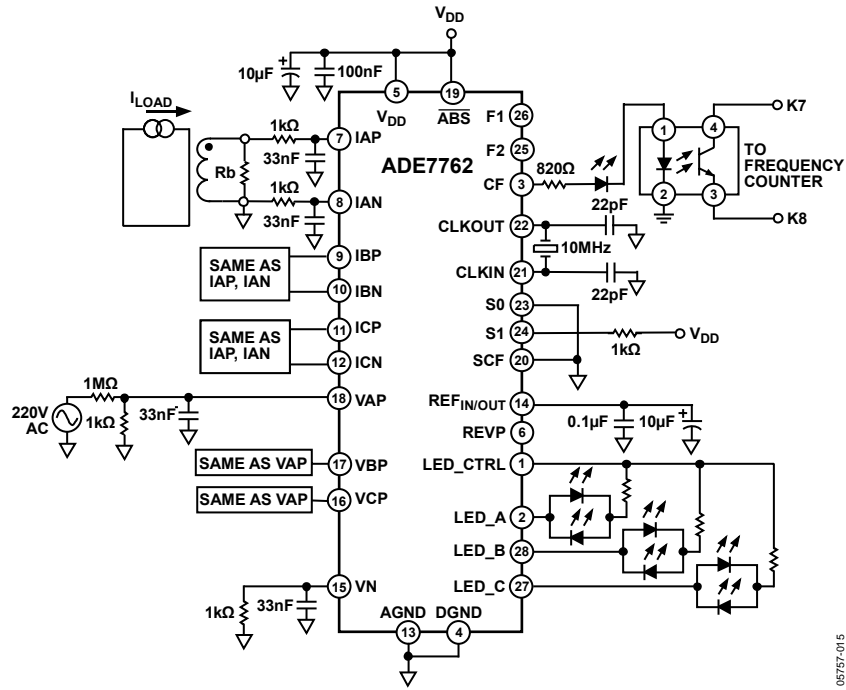 VDD
10µF
+
100nF
5
VDD
19
ABS
ILOAD
1kΩ
33nF
7
IAP
Rb
1kΩ
33nF
8
IAN
SAME AS
IAP, IAN
9
IBP
10
IBN
SAME AS
IAP, IAN
11
ICP
12
ICN
1MΩ
220V
AC
1kΩ
33nF
18
VAP
SAME AS VAP
17
VBP
SAME AS VAP
16
VCP
1kΩ
33nF
15
VN
AGND
13
DGND
4
ADE7762
F1
26
F2
25
CF
3
820Ω
1
4
2
3
K7
TO
FREQUENCY
COUNTER
K8
CLKOUT
22
22pF
10MHz
CLKIN
21
22pF
S0
23
S1
24
1kΩ
VDD
SCF
20
REFIN/OUT
14
0.1µF
10µF
+
REVP
6
LED_CTRL
1
LED_A
2
LED_B
28
LED_C
27
05757-015